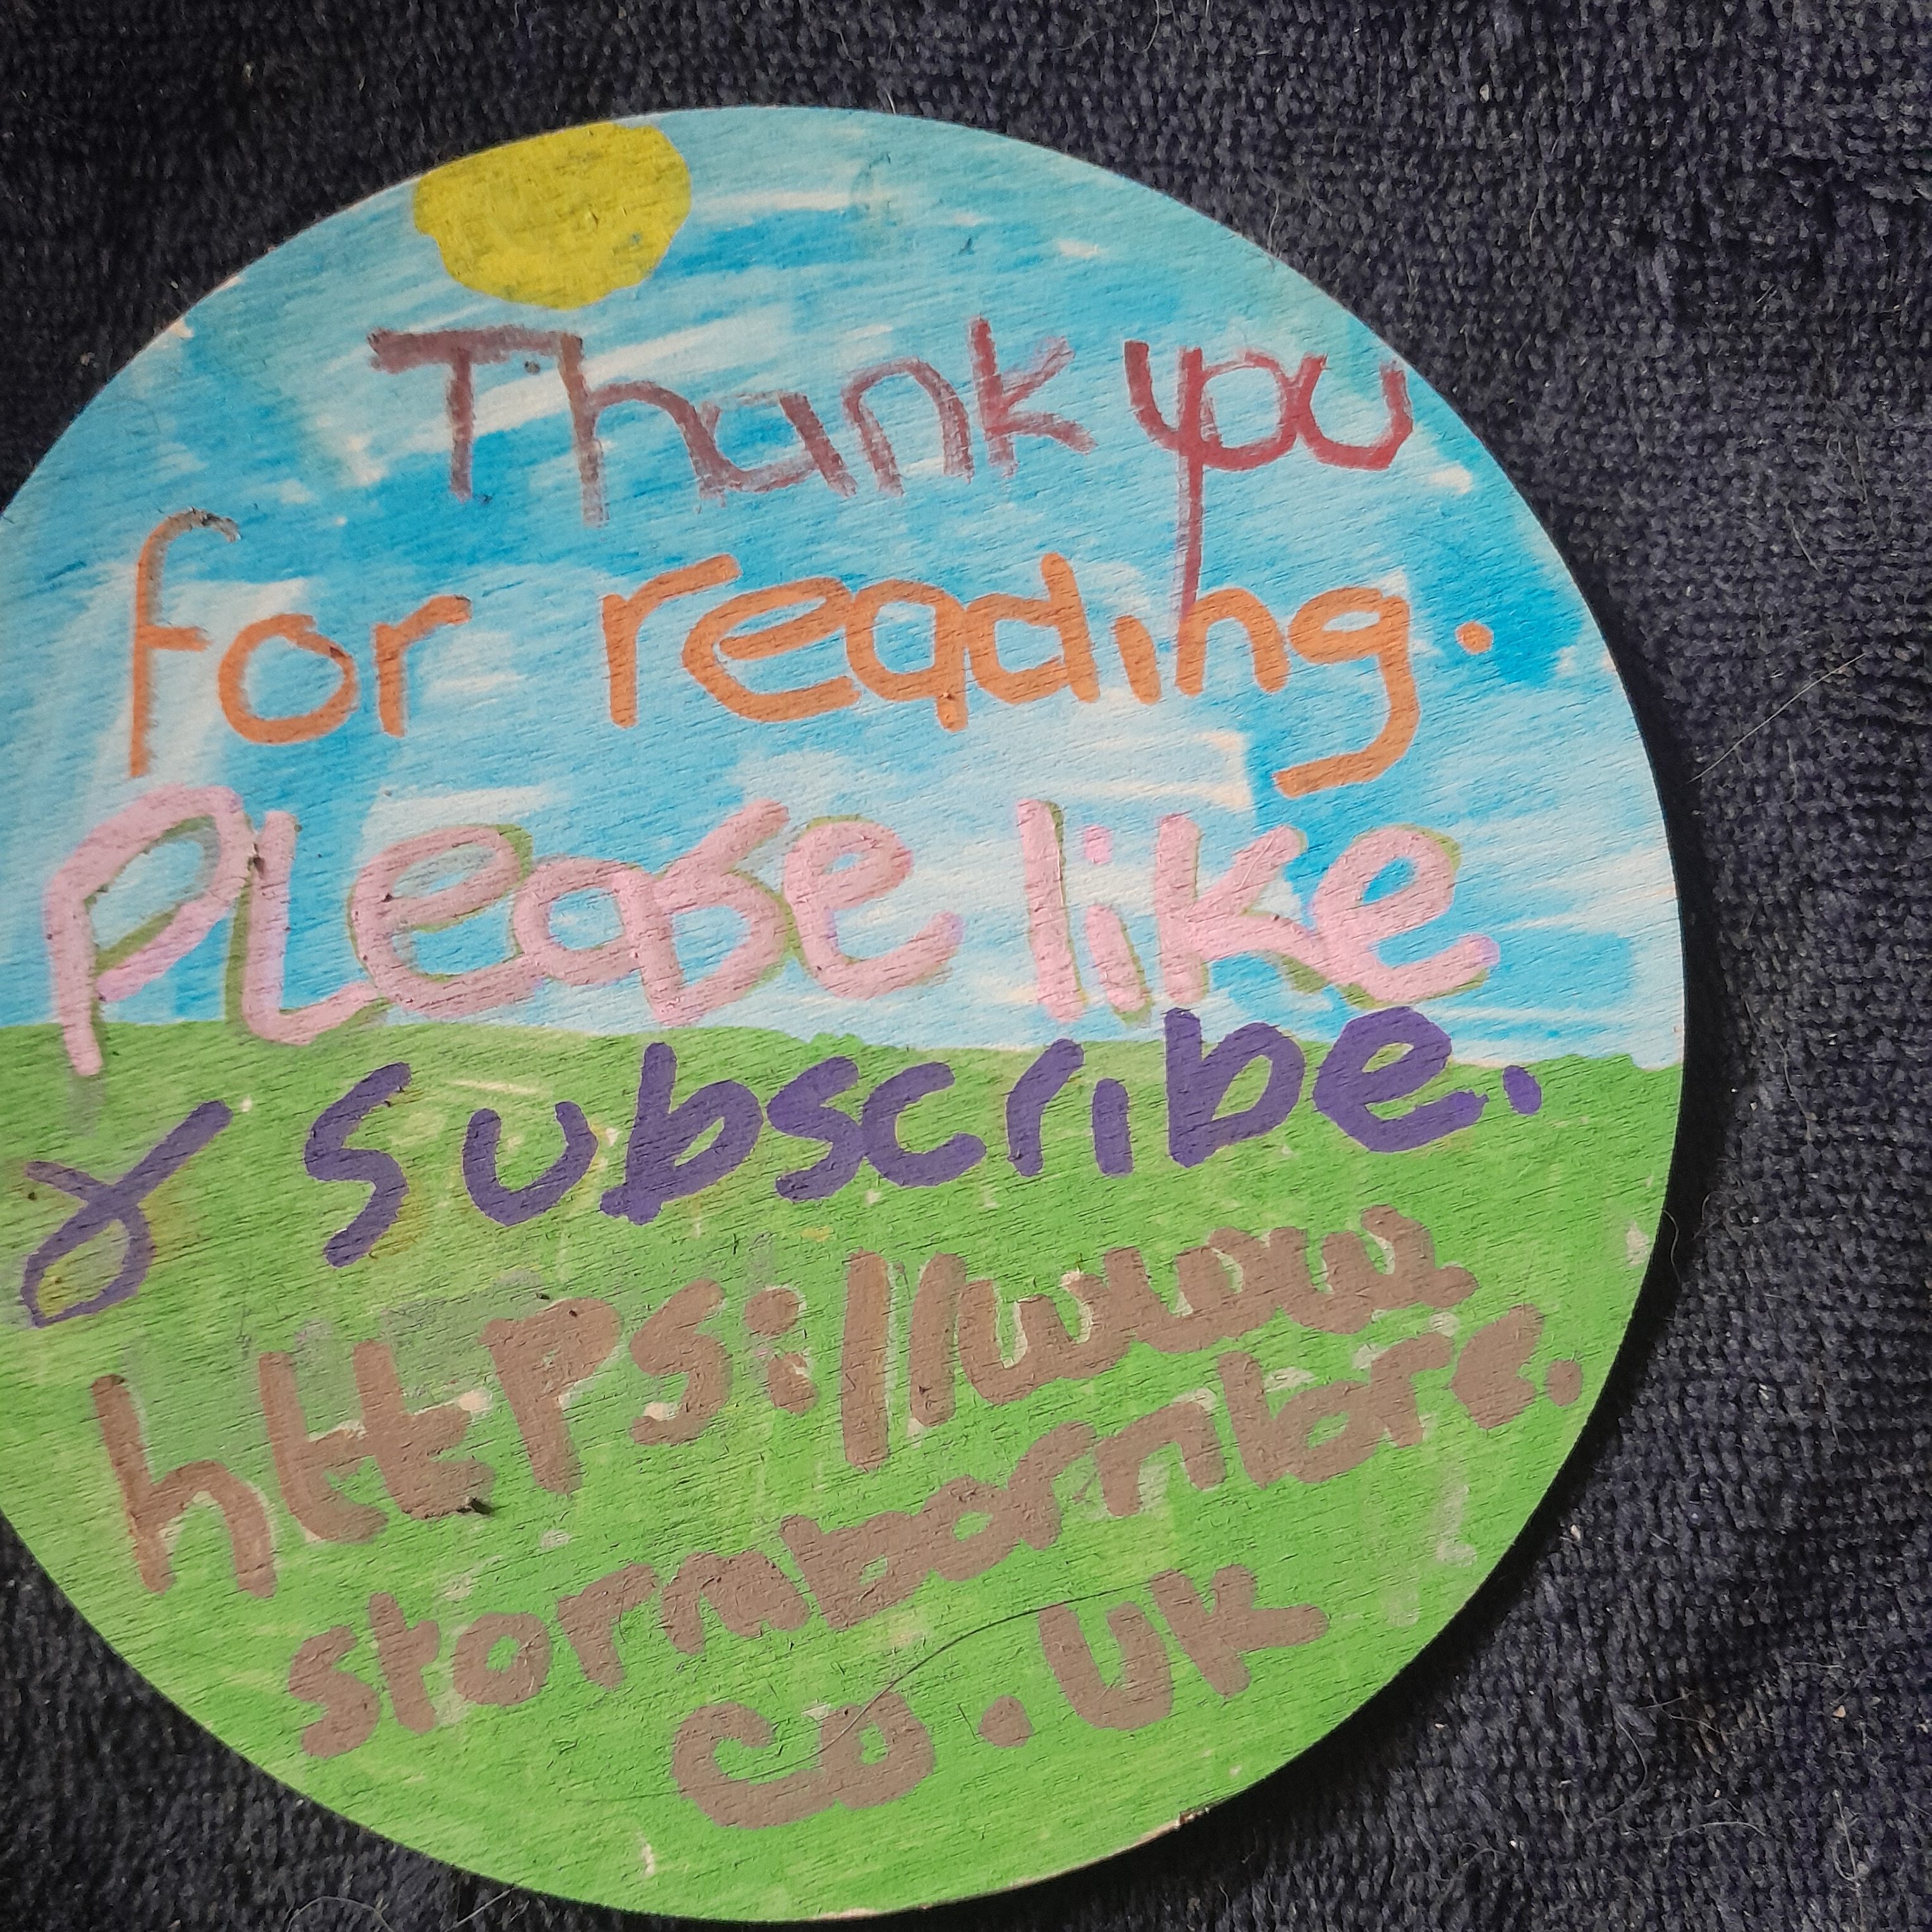 Thank you
for reading.
Please like
& subscribe.
https://www
stormbornlore.
co.uk